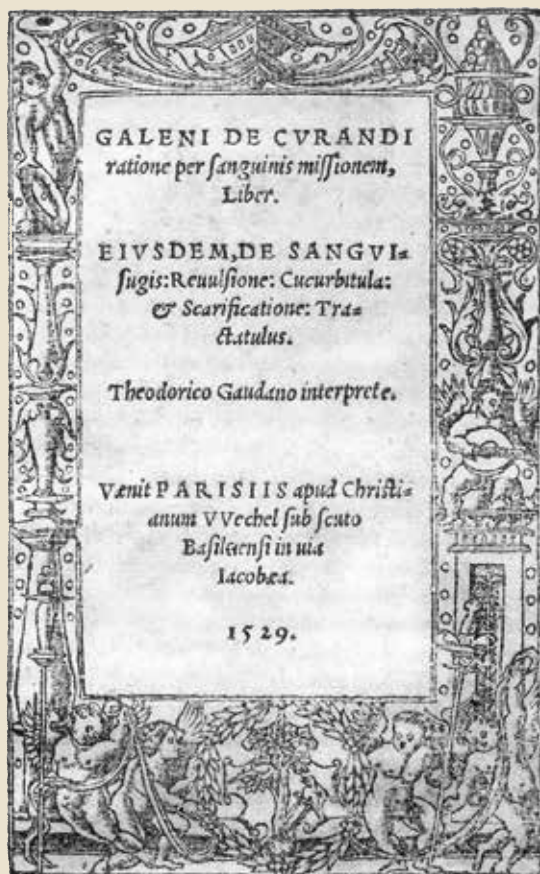 GALENI DE CVRANDI
ratione per ſanguinis miſſionem,
Liber.
EIVSDEM, DE SANGVI=
ſugis: Reuulſione: Cucurbitula:
& Scarificatione: Tra=
ctatulus.
Theodorico Gaudano interprete.
Vænit PARISIIS apud Chriſti=
anum VVechel ſub ſcuto
Baſileienſi in uia
Iacobæa.
1529.